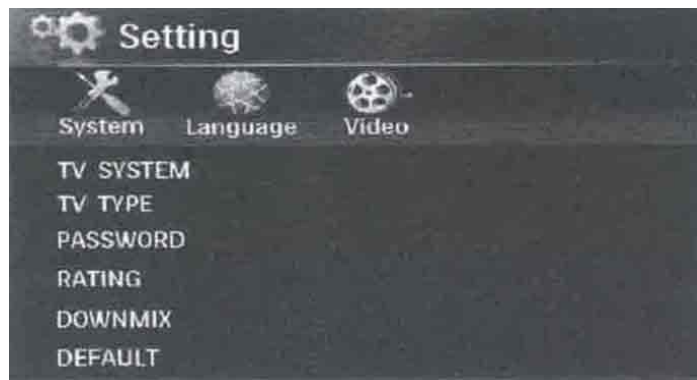 Setting
System Language Video
TV SYSTEM
TV TYPE
PASSWORD
RATING
DOWNMIX
DEFAULT